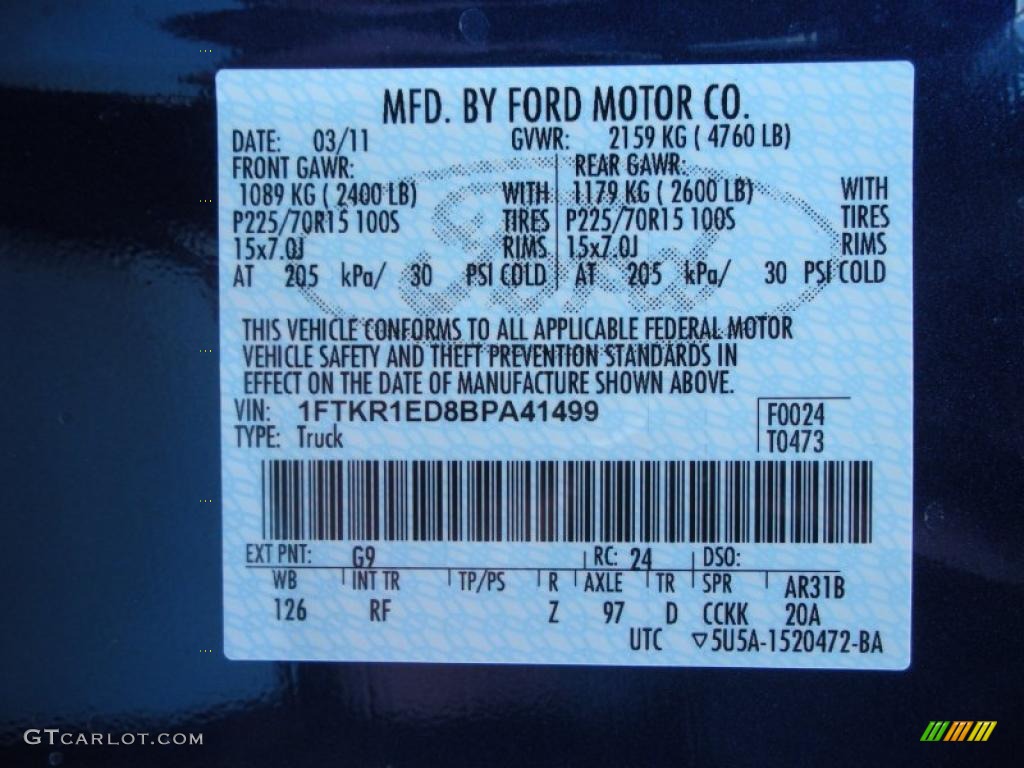 MFD. BY FORD MOTOR CO.
DATE: 03/11 GVWR: 2159 KG ( 4760 LB)
FRONT GAWR: REAR GAWR:
1089 KG ( 2400 LB) WITH 1179 KG ( 2600 LB) WITH
P225/70R15 100S TIRES P225/70R15 100S TIRES
15x7.0J RIMS 15x7.0J RIMS
AT 205 kPa/ 30 PSI COLD AT 205 kPa/ 30 PSI COLD
Ford
THIS VEHICLE CONFORMS TO ALL APPLICABLE FEDERAL MOTOR
VEHICLE SAFETY AND THEFT PREVENTION STANDARDS IN
EFFECT ON THE DATE OF MANUFACTURE SHOWN ABOVE.
VIN: 1FTKR1ED8BPA41499 F0024
TYPE: Truck T0473
EXT PNT: G9 RC: 24 DSO:
WB INT TR TP/PS R AXLE TR SPR AR31B
126 RF Z 97 D CCKK 20A
UTC ▽5U5A-1520472-BA
GTCARLOT.COM